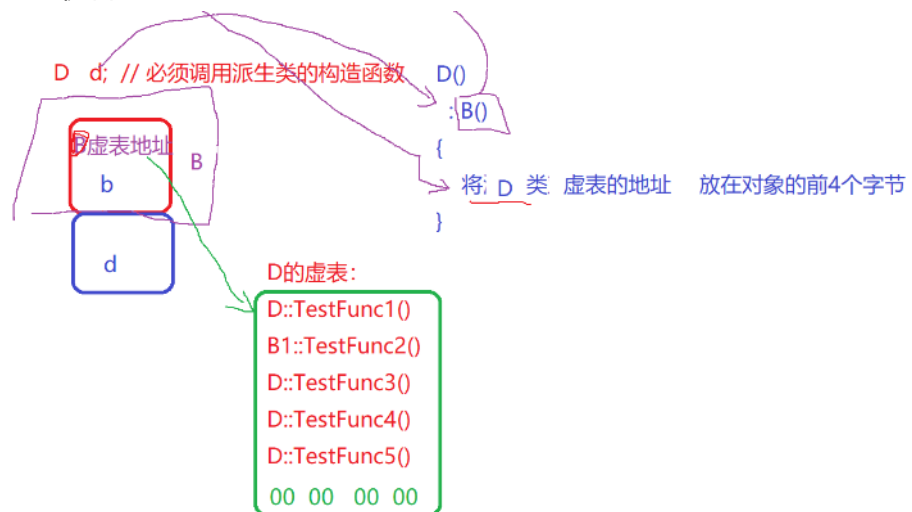 D d; // 必须调用派生类的构造函数 D()
: B()
{
虚表地址 B
b
将 D 类 虚表的地址 放在对象的前4个字节
}
d
D的虚表：
D::TestFunc1()
B1::TestFunc2()
D::TestFunc3()
D::TestFunc4()
D::TestFunc5()
00 00 00 00